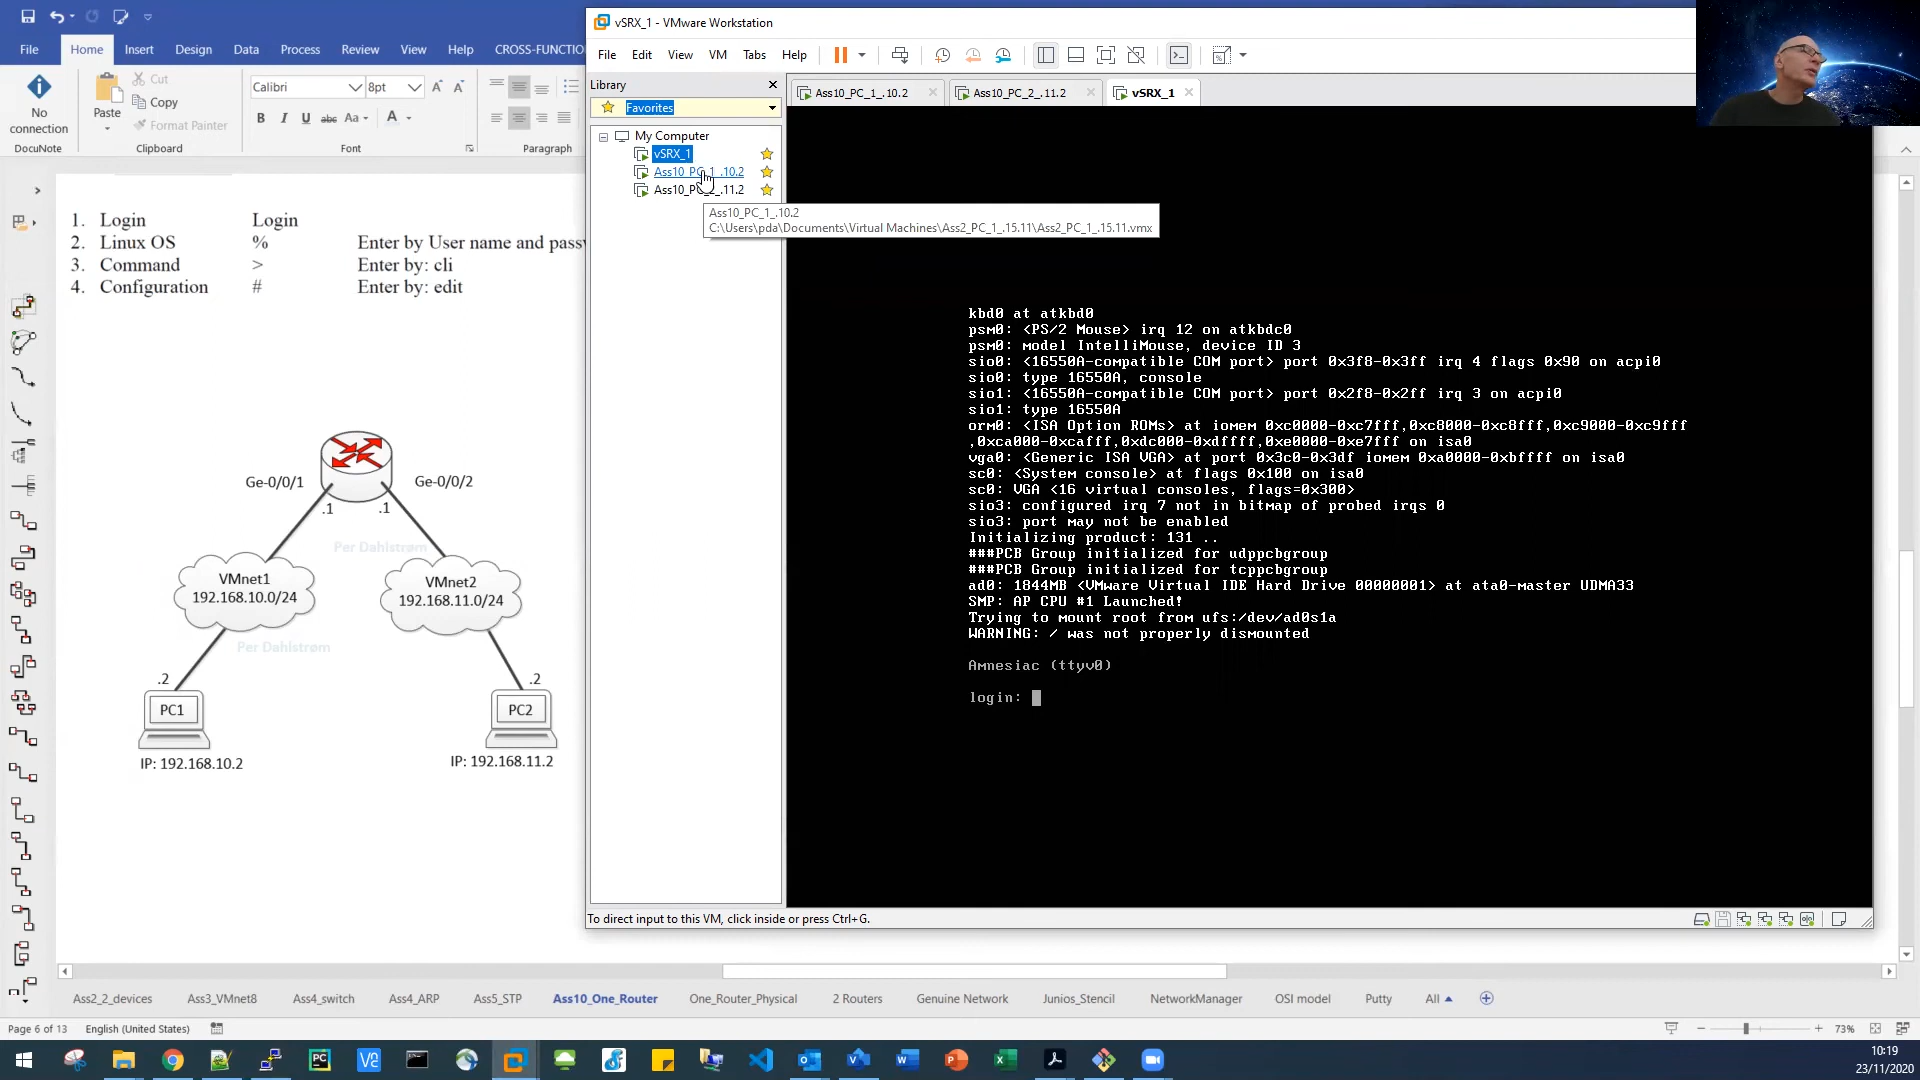 vSRX_1 - VMware Workstation
File Home Insert Design Data Process Review View Help CROSS-FUNCTIO
File Edit View VM Tabs Help
No connection
DocuNote
Paste
Cut
Copy
Format Painter
Clipboard
Calibri 8pt
B I U abc Aa A
Font
Paragraph
Library
Favorites
My Computer
vSRX_1
Ass10_PC_1_.10.2
Ass10_PC_2_.11.2
Ass10_PC_1_.10.2
C:\Users\pda\Documents\Virtual Machines\Ass2_PC_1_.15.11\Ass2_PC_1_.15.11.vmx
Ass10_PC_1_.10.2 Ass10_PC_2_.11.2 vSRX_1
1. Login Login
2. Linux OS % Enter by User name and pass
3. Command > Enter by: cli
4. Configuration # Enter by: edit
Ge-0/0/1 Ge-0/0/2
.1 .1
Per Dahlstrøm
VMnet1
192.168.10.0/24
VMnet2
192.168.11.0/24
Per Dahlstrøm
.2 .2
PC1 PC2
IP: 192.168.10.2 IP: 192.168.11.2
kbd0 at atkbd0
psm0: <PS/2 Mouse> irq 12 on atkbdc0
psm0: model IntelliMouse, device ID 3
sio0: <16550A-compatible COM port> port 0x3f8-0x3ff irq 4 flags 0x90 on acpi0
sio0: type 16550A, console
sio1: <16550A-compatible COM port> port 0x2f8-0x2ff irq 3 on acpi0
sio1: type 16550A
orm0: <ISA Option ROMs> at iomem 0xc0000-0xc7fff,0xc8000-0xc8fff,0xc9000-0xc9fff
,0xca000-0xcafff,0xdc000-0xdffff,0xe0000-0xe7fff on isa0
vga0: <Generic ISA VGA> at port 0x3c0-0x3df iomem 0xa0000-0xbffff on isa0
sc0: <System console> at flags 0x100 on isa0
sc0: VGA <16 virtual consoles, flags=0x300>
sio3: configured irq 7 not in bitmap of probed irqs 0
sio3: port may not be enabled
Initializing product: 131 ..
###PCB Group initialized for udppcbgroup
###PCB Group initialized for tcppcbgroup
ad0: 1844MB <VMware Virtual IDE Hard Drive 00000001> at ata0-master UDMA33
SMP: AP CPU #1 Launched!
Trying to mount root from ufs:/dev/ad0s1a
WARNING: / was not properly dismounted
Amnesiac (ttyv0)
login:
To direct input to this VM, click inside or press Ctrl+G.
Ass2_2_devices Ass3_VMnet8 Ass4_switch Ass4_ARP Ass5_STP Ass10_One_Router One_Router_Physical 2 Routers Genuine Network Junios_Stencil NetworkManager OSI model Putty All
Page 6 of 13 English (United States) 73%
10:19
23/11/2020